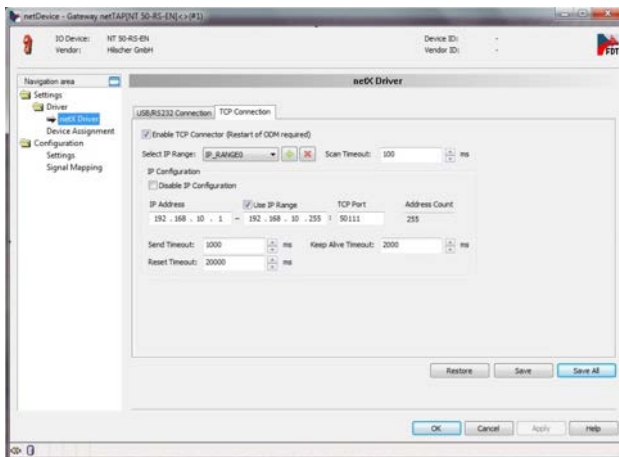 netDevice - Gateway netTAP[NT 50-RS-EN]<>(#1)
IO Device: NT 50-RS-EN Device ID: -
Vendor: Hilscher GmbH Vendor ID: -
FDT
Navigation area netX Driver
Settings
Driver
netX Driver
Device Assignment
Configuration
Settings
Signal Mapping
USB/RS232 Connection TCP Connection
Enable TCP Connector (Restart of ODM required)
Select IP Range: IP_RANGE0 Scan Timeout: 100 ms
IP Configuration
Disable IP Configuration
IP Address Use IP Range TCP Port Address Count
192 . 168 . 10 . 1 - 192 . 168 . 10 . 255 : 50111 255
Send Timeout: 1000 ms Keep Alive Timeout: 2000 ms
Reset Timeout: 20000 ms
Restore Save Save All
OK Cancel Apply Help